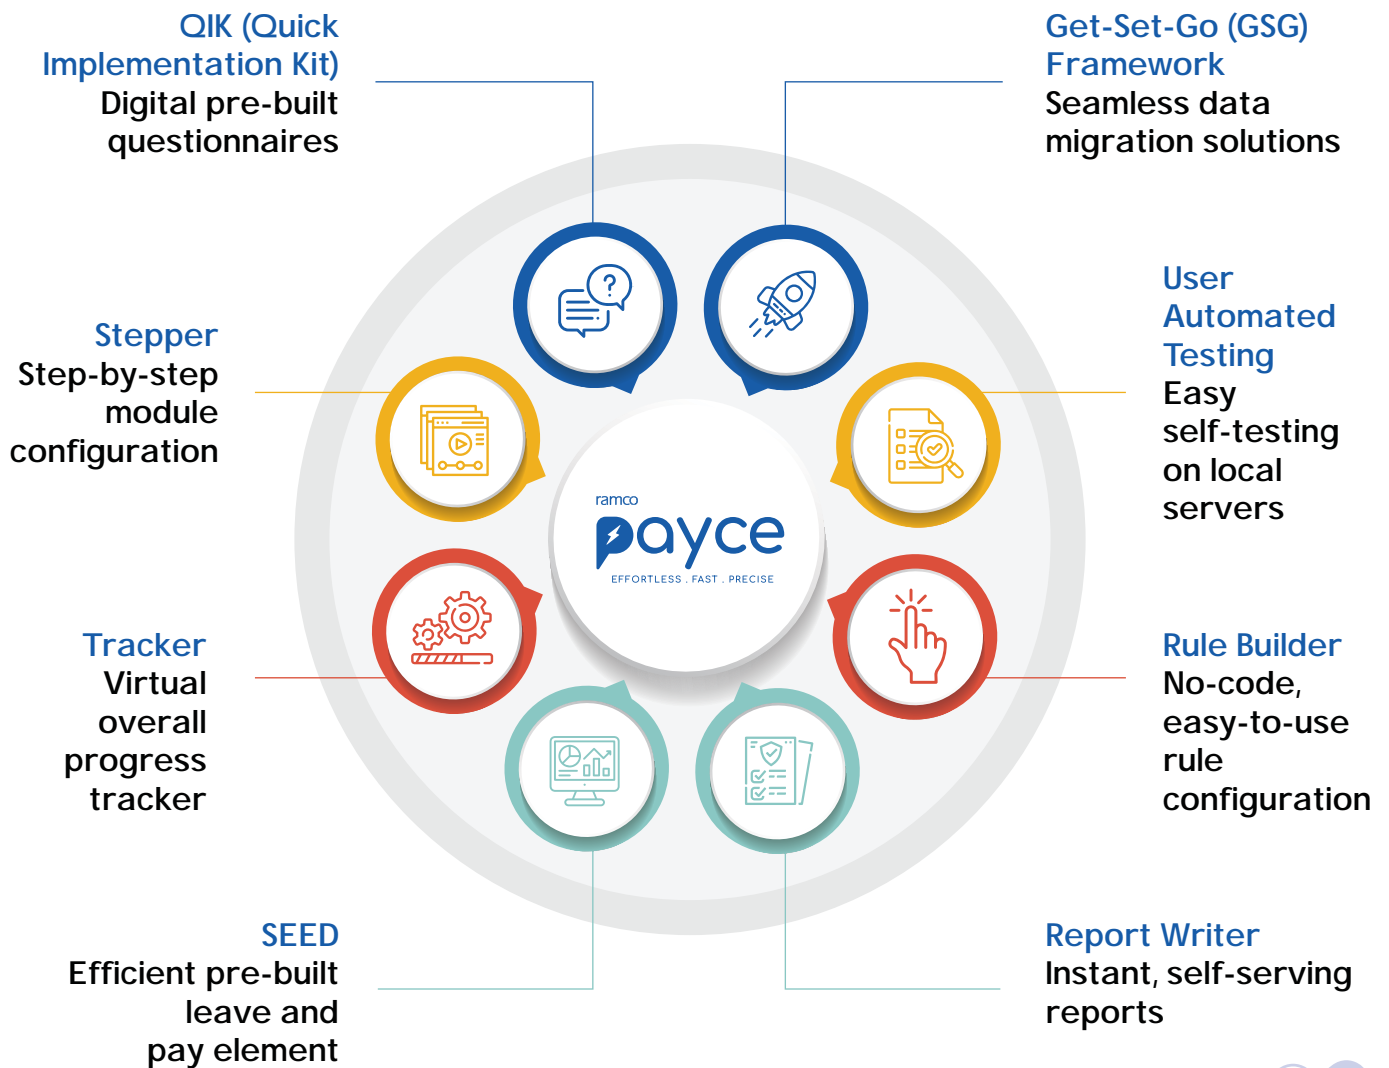 QIK (Quick
Implementation Kit)
Digital pre-built
questionnaires
Get-Set-Go (GSG)
Framework
Seamless data
migration solutions
Stepper
Step-by-step
module
configuration
User
Automated
Testing
Easy
self-testing
on local
servers
ramco
payce
EFFORTLESS . FAST . PRECISE
Tracker
Virtual
overall
progress
tracker
Rule Builder
No-code,
easy-to-use
rule
configuration
SEED
Efficient pre-built
leave and
pay element
Report Writer
Instant, self-serving
reports